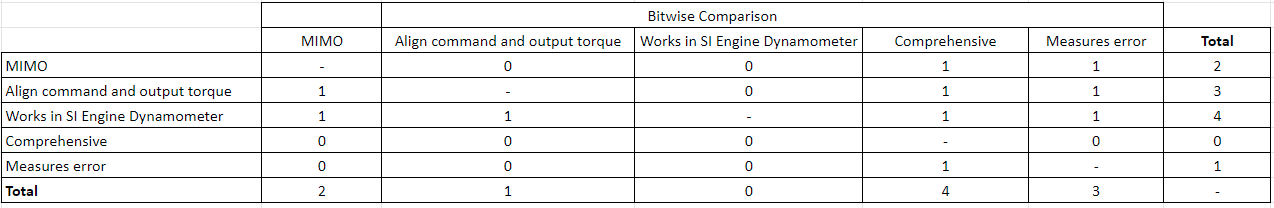 Bitwise Comparison
MIMO Align command and output torque Works in SI Engine Dynamometer Comprehensive Measures error Total
MIMO - 0 0 1 1 2
Align command and output torque 1 - 0 1 1 3
Works in SI Engine Dynamometer 1 1 - 1 1 4
Comprehensive 0 0 0 - 0 0
Measures error 0 0 0 1 - 1
Total 2 1 0 4 3 -